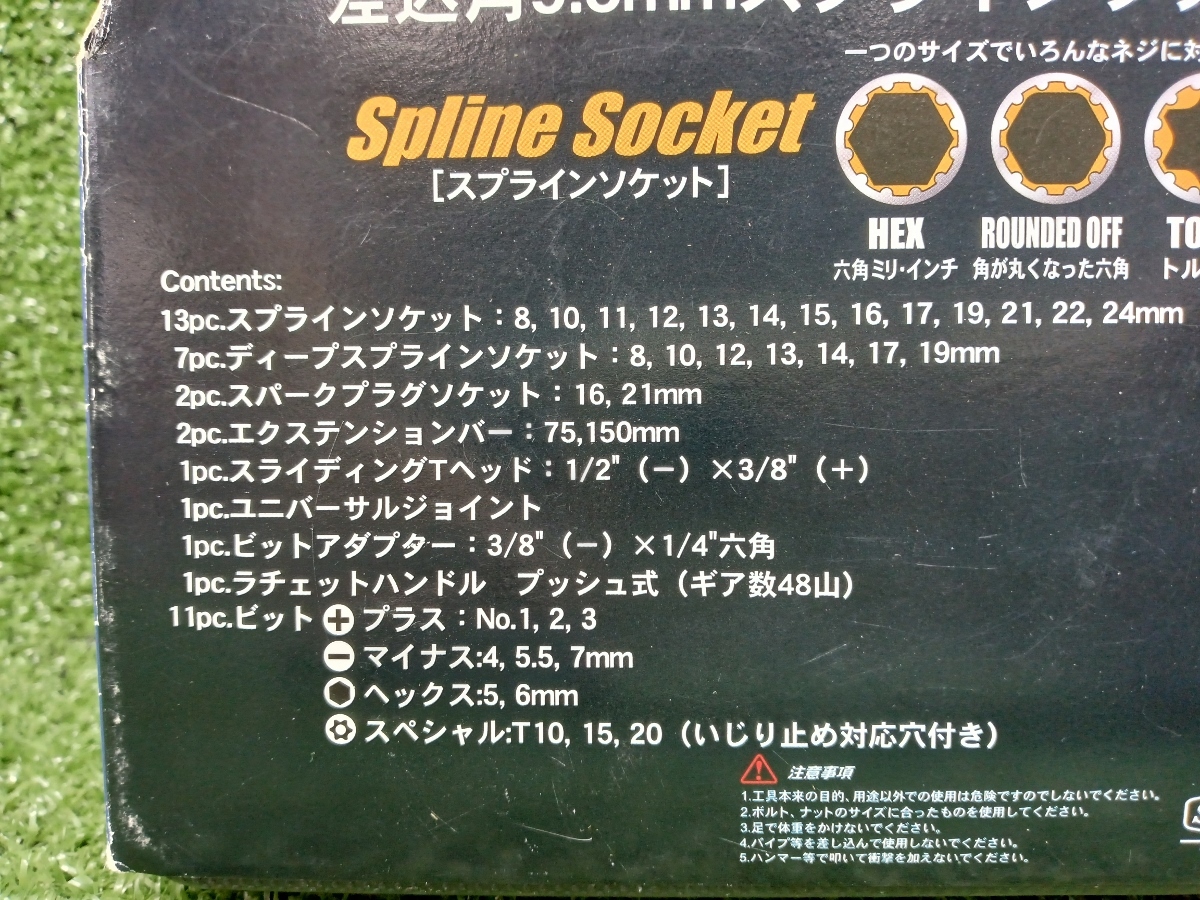 一つのサイズでいろんなネジに対
Spline Socket
[スプラインソケット]
HEX
六角ミリ・インチ
ROUNDED OFF
角が丸くなった六角
TO
トル
Contents:
13pc.スプラインソケット：8, 10, 11, 12, 13, 14, 15, 16, 17, 19, 21, 22, 24mm
7pc.ディープスプラインソケット：8, 10, 12, 13, 14, 17, 19mm
2pc.スパークプラグソケット：16, 21mm
2pc.エクステンションバー：75,150mm
1pc.スライディングTヘッド：1/2"（−）×3/8"（+）
1pc.ユニバーサルジョイント
1pc.ビットアダプター：3/8"（−）×1/4"六角
1pc.ラチェットハンドル　プッシュ式（ギア数48山）
11pc.ビット プラス：No.1, 2, 3
マイナス:4, 5.5, 7mm
ヘックス:5, 6mm
スペシャル:T10, 15, 20（いじり止め対応穴付き）
注意事項
1.工具本来の目的、用途以外での使用は危険ですのでしないでください。
2.ボルト、ナットのサイズに合ったものを使用してください。
3.足で体重をかけないでください。
4.パイプ等を差し込んで使用しないでください。
5.ハンマー等で叩いて衝撃を加えないでください。